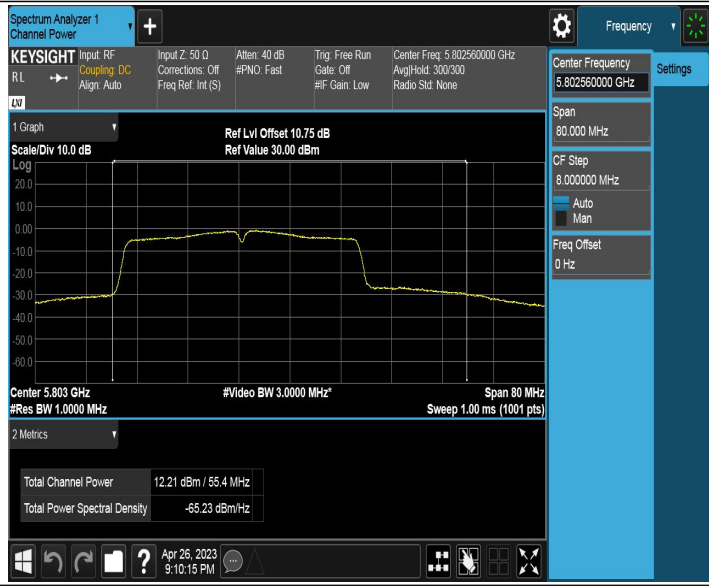 Spectrum Analyzer 1
Channel Power
Frequency
KEYSIGHT
Input: RF
Input Z: 50 Ω
Atten: 40 dB
Trig: Free Run
Center Freq: 5.802560000 GHz
RL
Coupling: DC
Corrections: Off
#PNO: Fast
Gate: Off
Avg|Hold: 300/300
Align: Auto
Freq Ref: Int (S)
#IF Gain: Low
Radio Std: None
LXI
Center Frequency
5.802560000 GHz
Settings
Span
80.000 MHz
CF Step
8.000000 MHz
Auto
Man
Freq Offset
0 Hz
1 Graph
Ref Lvl Offset 10.75 dB
Scale/Div 10.0 dB
Ref Value 30.00 dBm
Log
20.0
10.0
0.00
-10.0
-20.0
-30.0
-40.0
-50.0
-60.0
Center 5.803 GHz
#Video BW 3.0000 MHz*
Span 80 MHz
#Res BW 1.0000 MHz
Sweep 1.00 ms (1001 pts)
2 Metrics
Total Channel Power
12.21 dBm / 55.4 MHz
Total Power Spectral Density
-65.23 dBm/Hz
?
Apr 26, 2023
9:10:15 PM